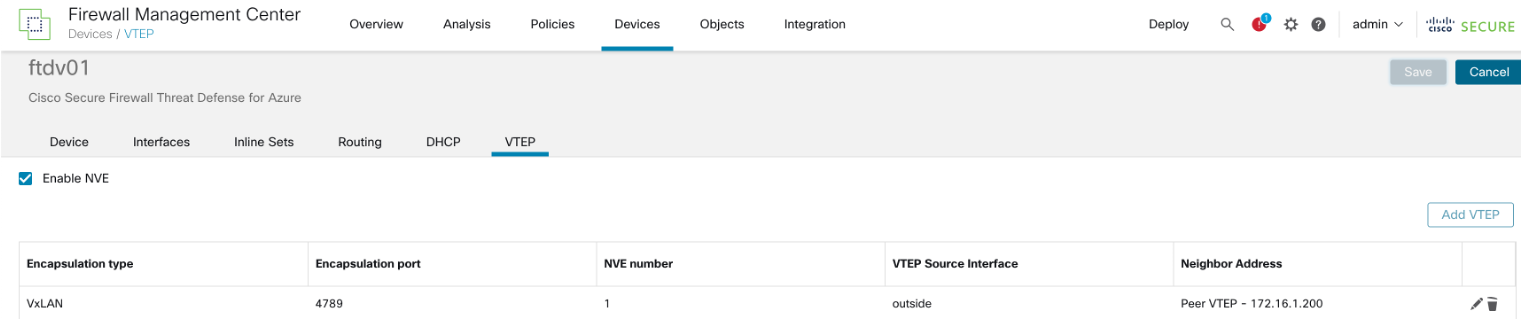 Firewall Management Center
Devices / VTEP
Overview Analysis Policies Devices Objects Integration
Deploy 1 admin
cisco SECURE
ftdv01
Save Cancel
Cisco Secure Firewall Threat Defense for Azure
Device Interfaces Inline Sets Routing DHCP VTEP
Enable NVE
Add VTEP
Encapsulation type Encapsulation port NVE number VTEP Source Interface Neighbor Address
VxLAN 4789 1 outside Peer VTEP - 172.16.1.200